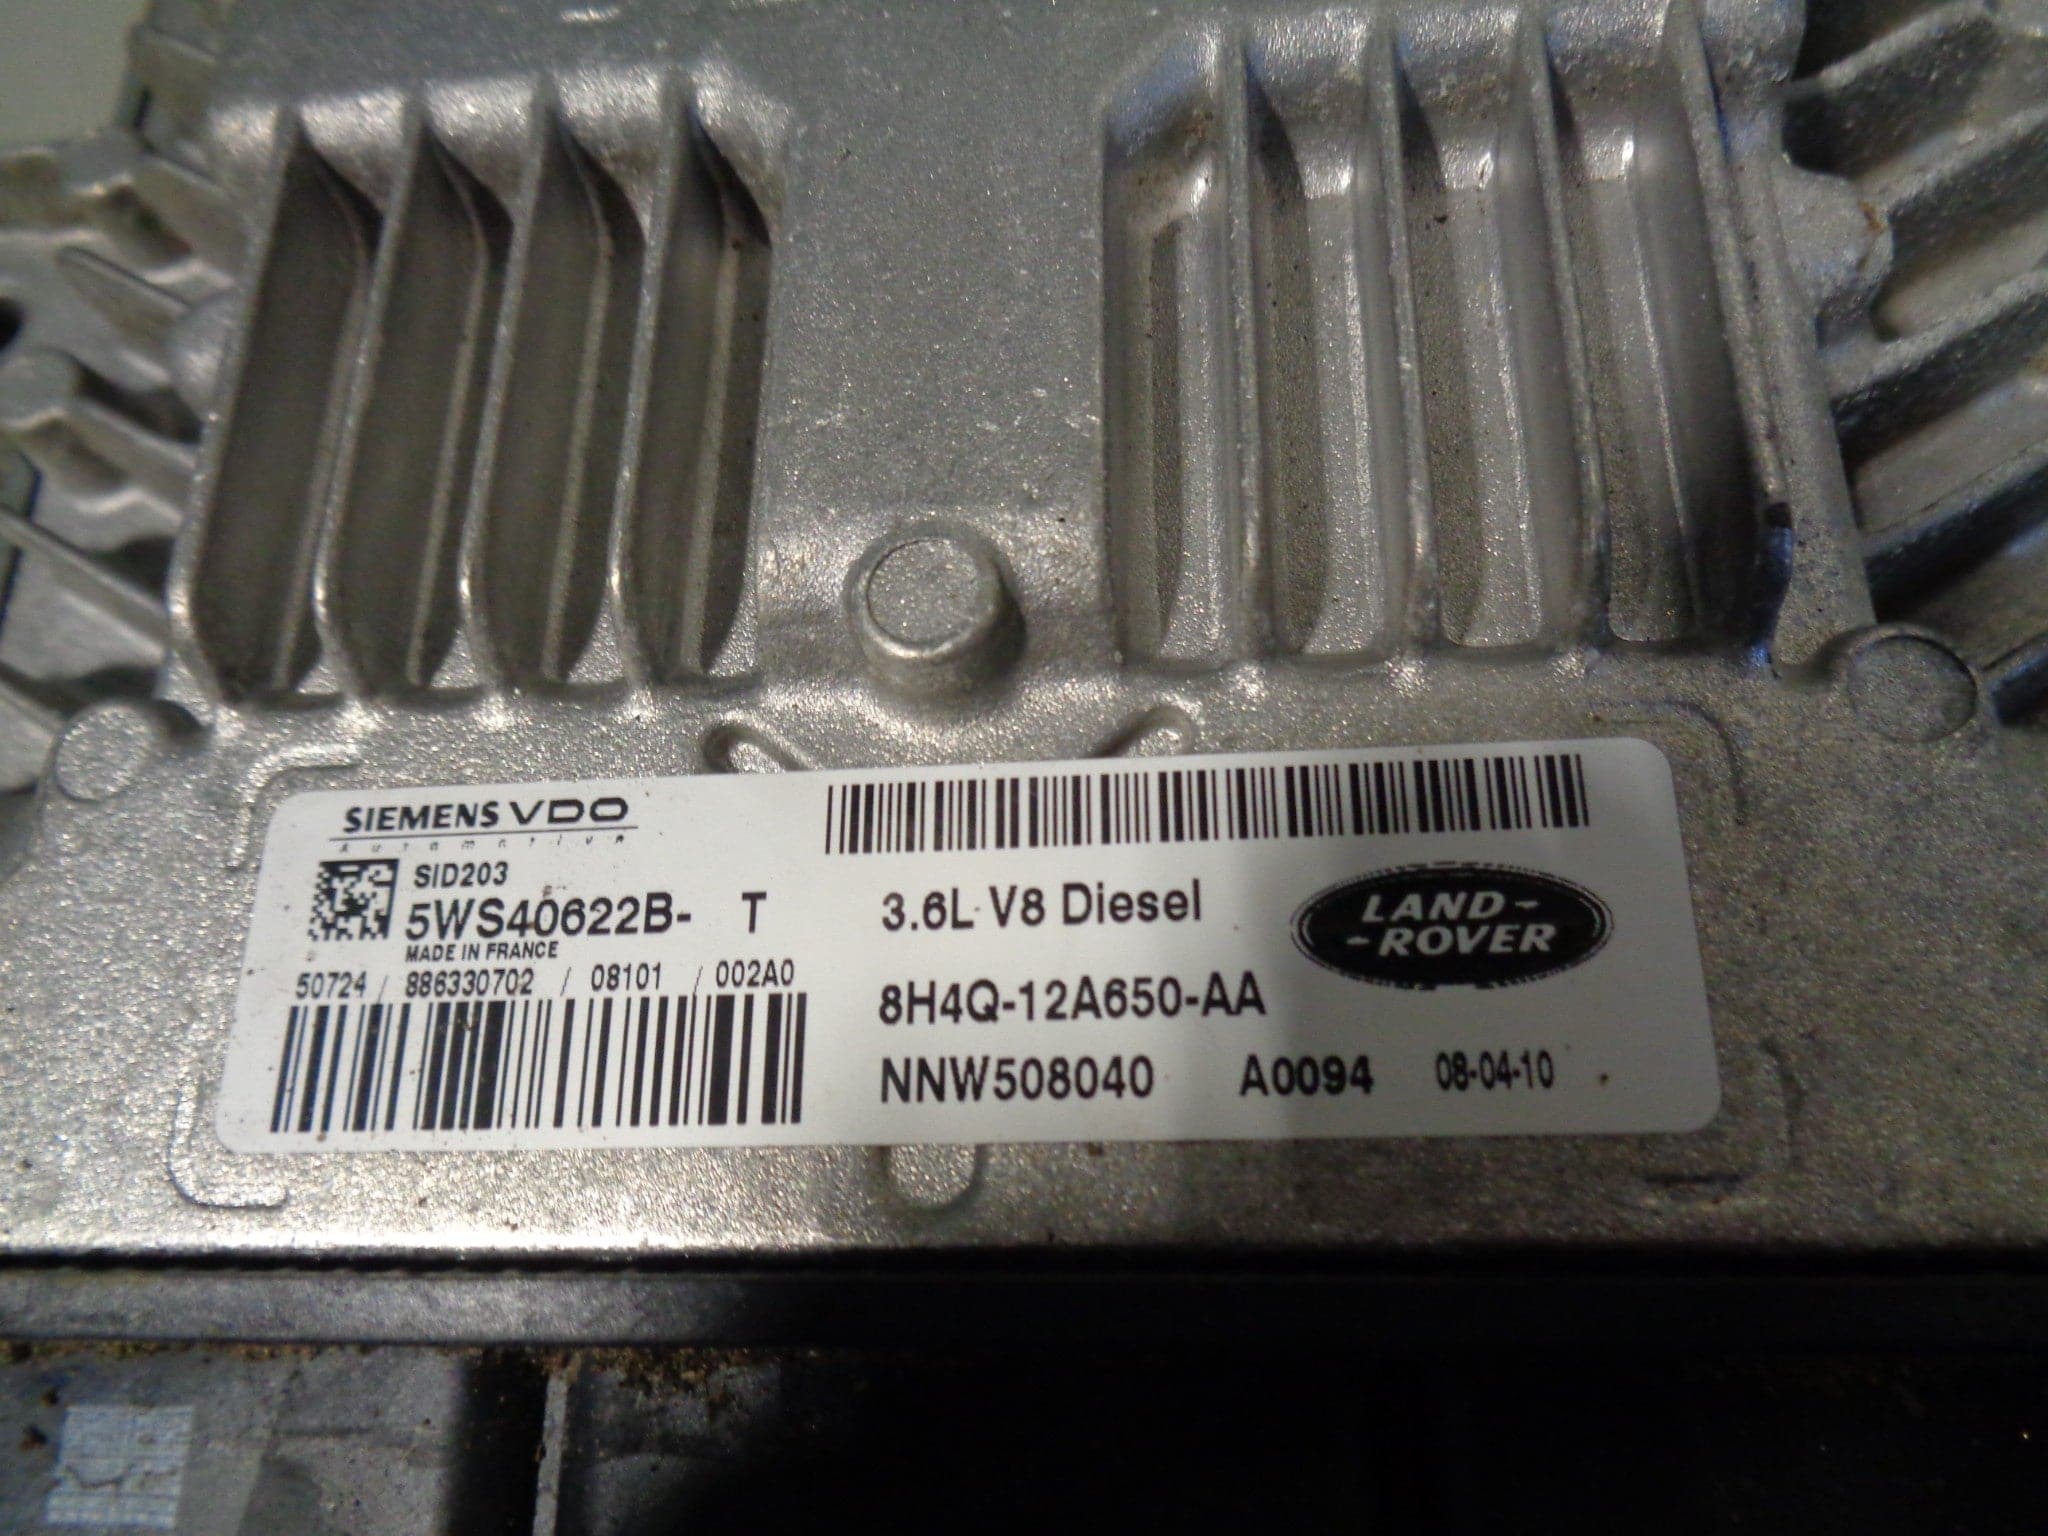 SIEMENS VDO
Automotive
SID203
5WS40622B- T
MADE IN FRANCE
50724 / 886330702 / 08101 / 002A0
3.6L V8 Diesel
LAND-
-ROVER
8H4Q-12A650-AA
NNW508040 A0094 08-04-10